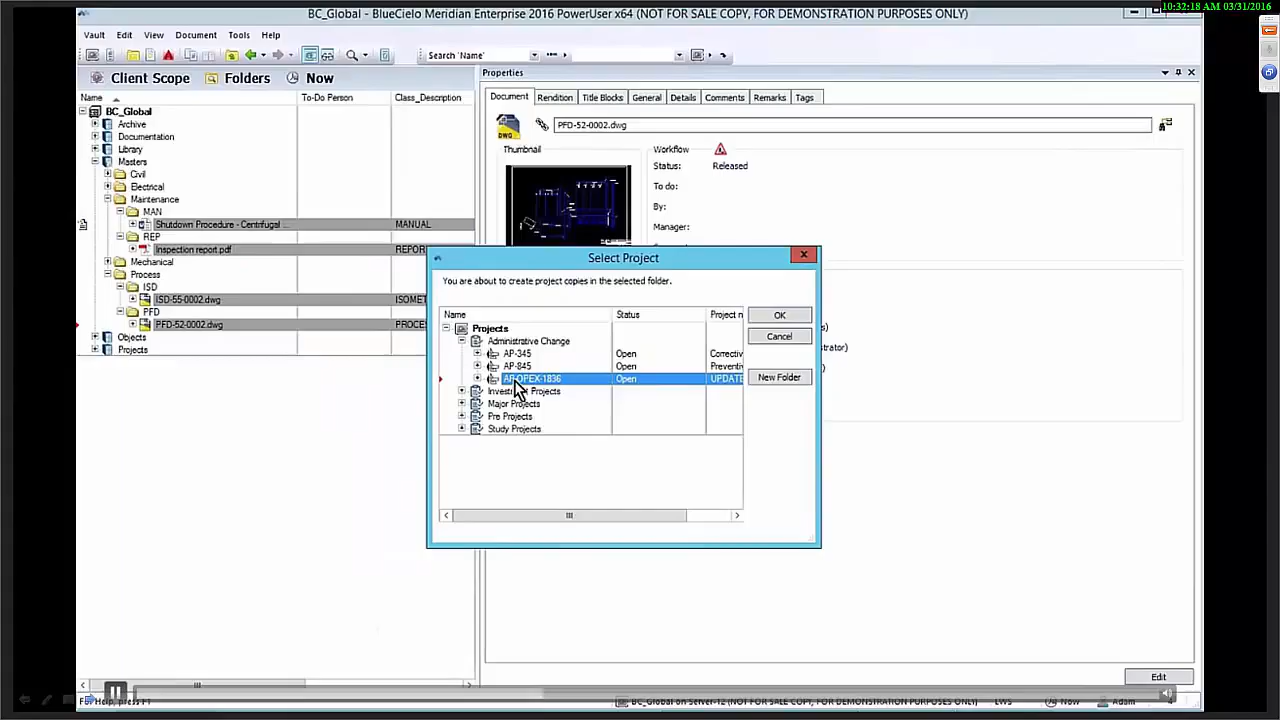 10:32:18 AM 03/31/2016
BC_Global - BlueCielo Meridian Enterprise 2016 PowerUser x64 (NOT FOR SALE COPY, FOR DEMONSTRATION PURPOSES ONLY)
Vault Edit View Document Tools Help
Search 'Name'
Client Scope Folders Now
Name To-Do Person Class_Description
BC_Global
Archive
Documentation
Library
Masters
Civil
Electrical
Maintenance
MAN
Shutdown Procedure - Centrifugal ... MANUAL
REP
Inspection report.pdf REPOR
Mechanical
Process
ISD
ISD-55-0002.dwg ISOMET
PFD
PFD-52-0002.dwg PROCES
Objects
Projects
Properties
Document Rendition Title Blocks General Details Comments Remarks Tags
DWG
PFD-52-0002.dwg
Thumbnail
Workflow
Status: Released
To do:
By:
Manager:
Select Project
You are about to create project copies in the selected folder.
Name Status Project n
Projects
Administrative Change
AP-345 Open Correctiv
AP-845 Open Preventiv
AP-OPEX-1836 Open UPDATE
Projects
Major Projects
Pre Projects
Study Projects
OK
Cancel
New Folder
s)
strator)
)
Edit
For Help, press F1
BC_Global on Server-12 (NOT FOR SALE COPY, FOR DEMONSTRATION PURPOSES ONLY) LWS Now Adam